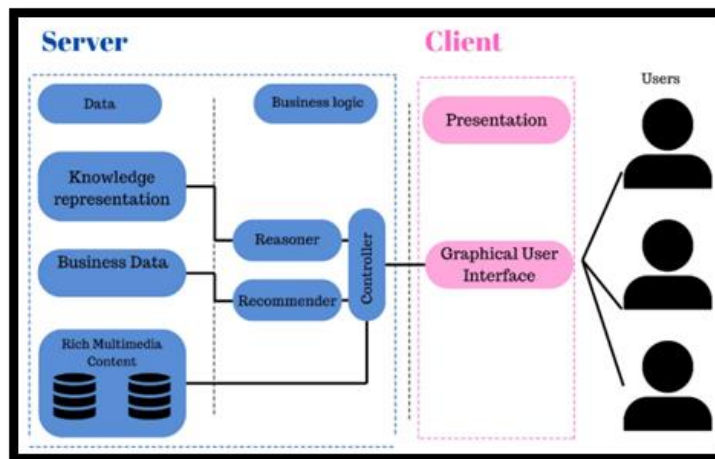 Server
Client
Users
Data
Business logic
Presentation
Knowledge
representation
Reasoner
Controller
Graphical User
Interface
Business Data
Recommender
Rich Multimedia
Content